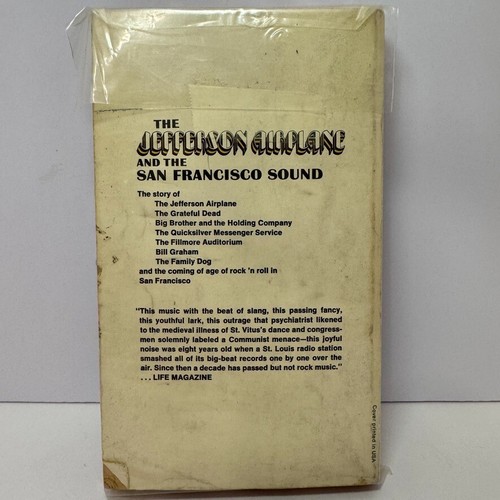 THE
JEFFERSON AIRPLANE
AND THE
SAN FRANCISCO SOUND
The story of
The Jefferson Airplane
The Grateful Dead
Big Brother and the Holding Company
The Quicksilver Messenger Service
The Fillmore Auditorium
Bill Graham
The Family Dog
and the coming of age of rock 'n roll in
San Francisco
"This music with the beat of slang, this passing fancy,
this youthful lark, this outrage that psychiatrist likened
to the medieval illness of St. Vitus's dance and congress-
men solemnly labeled a Communist menace—this joyful
noise was eight years old when a St. Louis radio station
smashed all of its big-beat records one by one over the
air. Since then a decade has passed but not rock music."
... LIFE MAGAZINE
Cover printed in USA